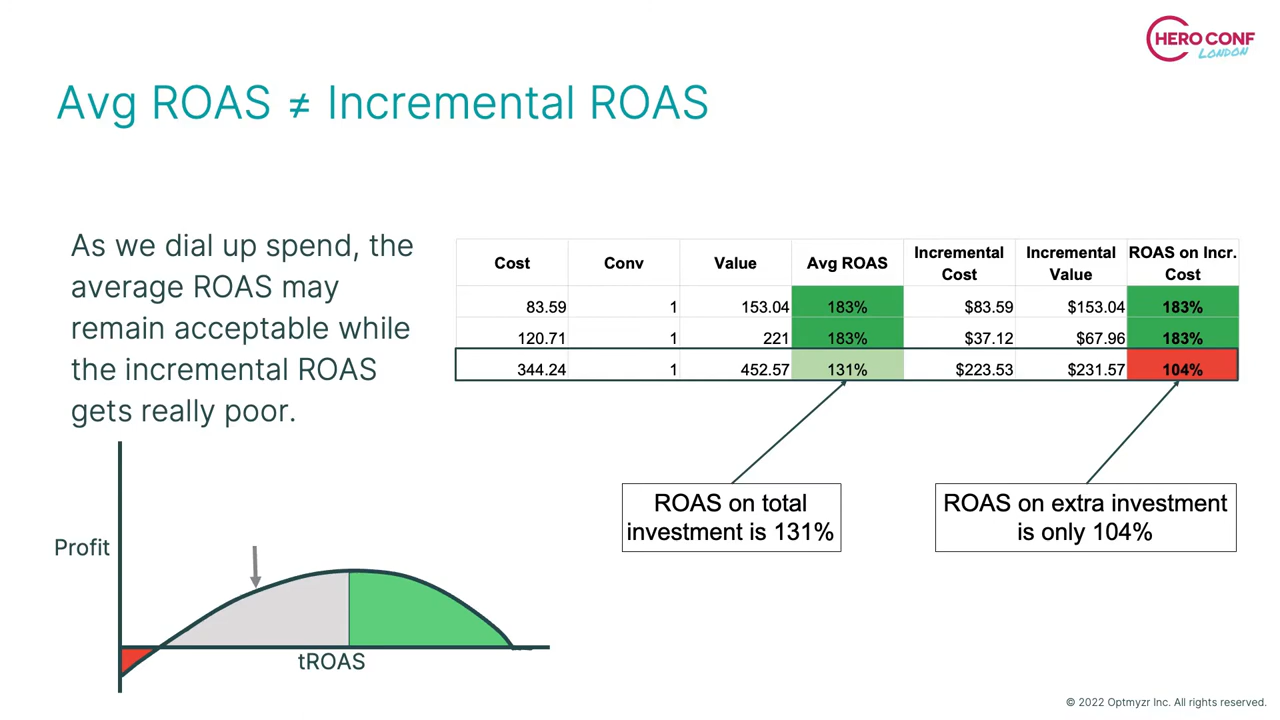 HERO CONF
LONDON
Avg ROAS ≠ Incremental ROAS
As we dial up spend, the
average ROAS may
remain acceptable while
the incremental ROAS
gets really poor.
Cost Conv Value Avg ROAS Incremental Cost Incremental Value ROAS on Incr. Cost
83.59 1 153.04 183% $83.59 $153.04 183%
120.71 1 221 183% $37.12 $67.96 183%
344.24 1 452.57 131% $223.53 $231.57 104%
ROAS on total
investment is 131%
ROAS on extra investment
is only 104%
Profit
tROAS
© 2022 Optmyzr Inc. All rights reserved.